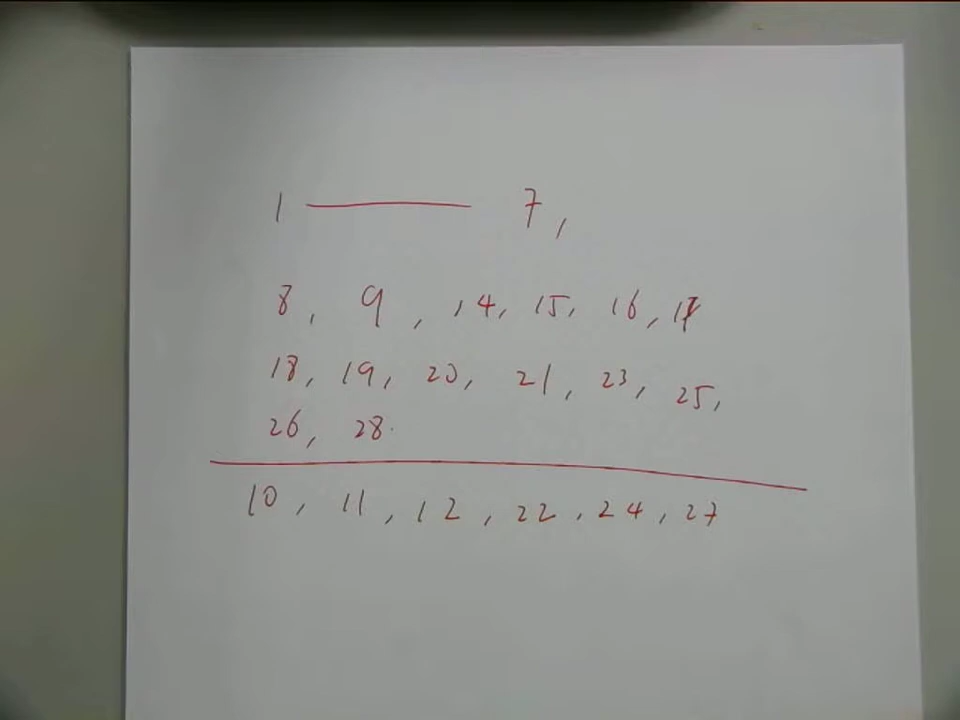 1 —— 7,
8, 9, 14, 15, 16, 17
18, 19, 20, 21, 23, 25,
26, 28.
10, 11, 12, 22, 24, 27